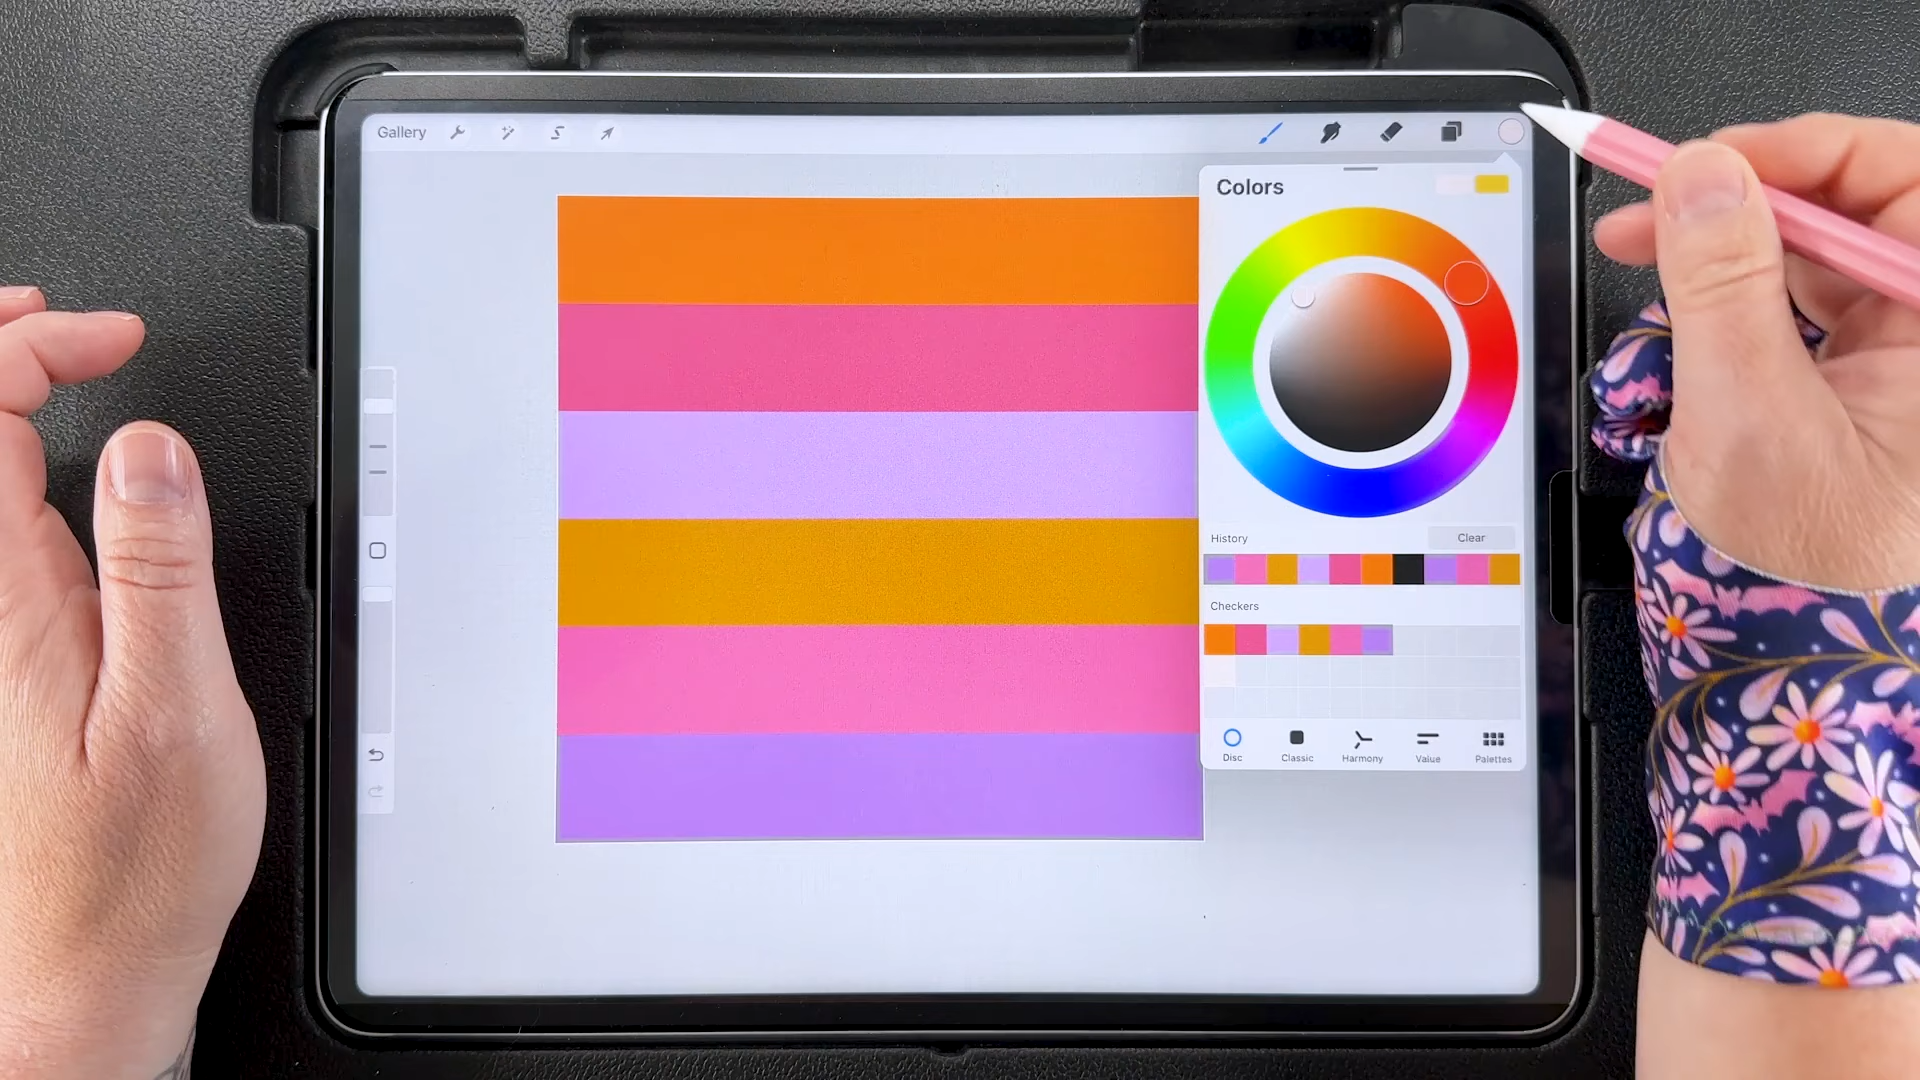 Gallery
Colors
History
Clear
Checkers
Disc
Classic
Harmony
Value
Palettes